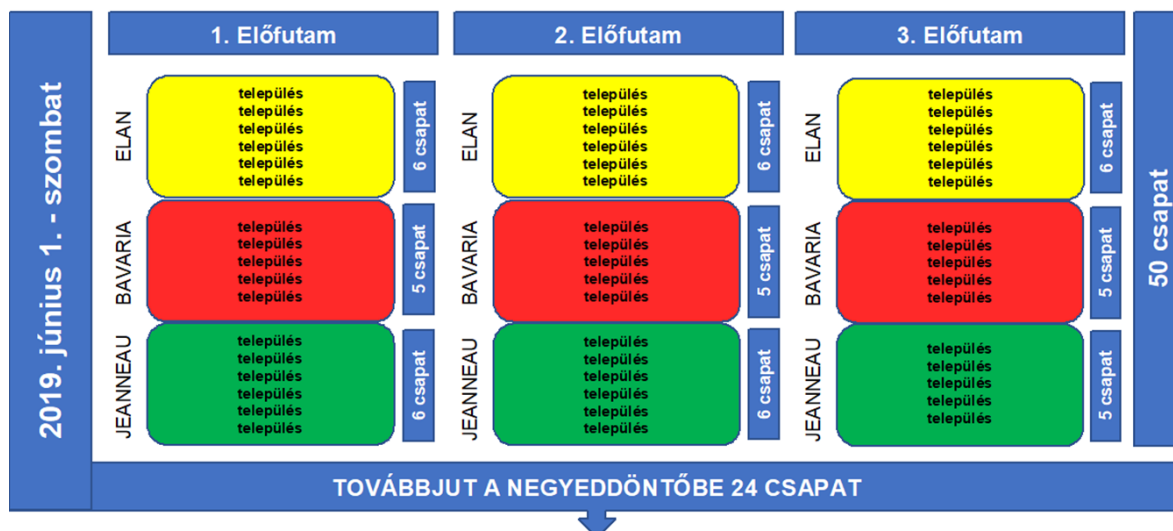 2019. június 1. - szombat
1. Előfutam
2. Előfutam
3. Előfutam
50 csapat
ELAN
település
település
település
település
település
település
6 csapat
ELAN
település
település
település
település
település
település
6 csapat
ELAN
település
település
település
település
település
település
6 csapat
BAVARIA
település
település
település
település
település
5 csapat
BAVARIA
település
település
település
település
település
5 csapat
BAVARIA
település
település
település
település
település
5 csapat
JEANNEAU
település
település
település
település
település
település
6 csapat
JEANNEAU
település
település
település
település
település
település
6 csapat
JEANNEAU
település
település
település
település
település
5 csapat
TOVÁBBJUT A NEGYEDDÖNTŐBE 24 CSAPAT